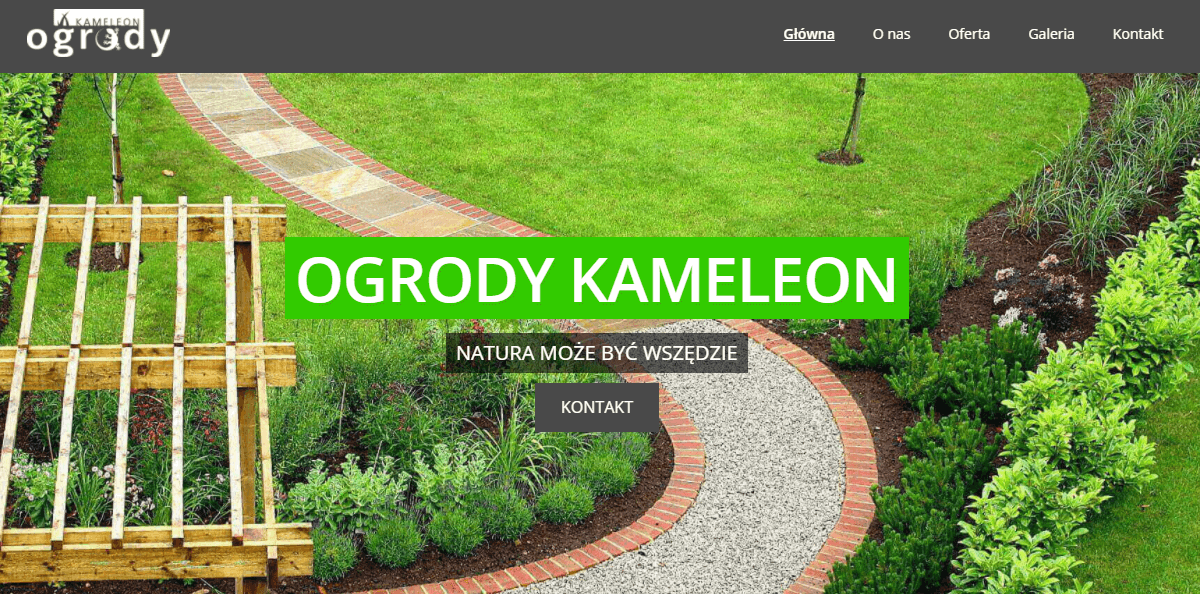 KAMELEON
ogrody
Główna
O nas
Oferta
Galeria
Kontakt
OGRODY KAMELEON
NATURA MOŻE BYĆ WSZĘDZIE
KONTAKT